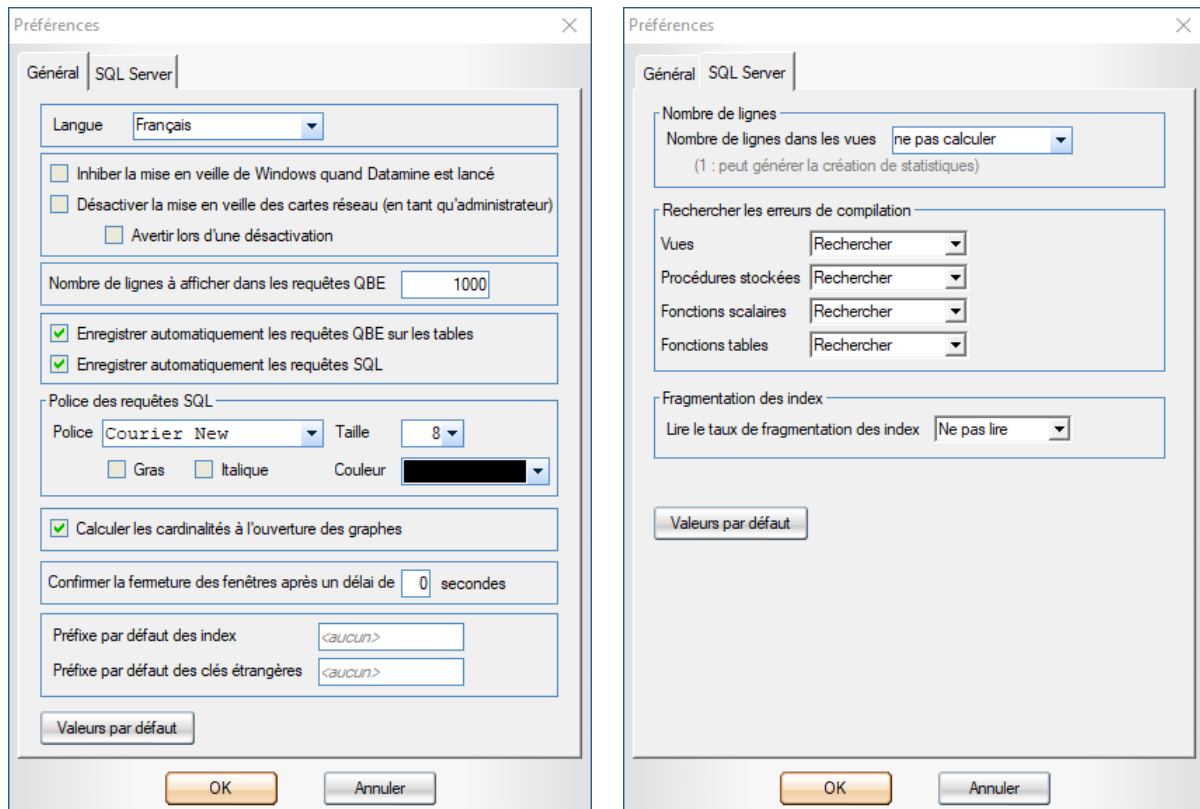 Préférences
Général SQL Server
Langue Français
Inhiber la mise en veille de Windows quand Datamine est lancé
Désactiver la mise en veille des cartes réseau (en tant qu'administrateur)
Avertir lors d'une désactivation
Nombre de lignes à afficher dans les requêtes QBE 1000
Enregistrer automatiquement les requêtes QBE sur les tables
Enregistrer automatiquement les requêtes SQL
Police des requêtes SQL
Police Courier New Taille 8
Gras Italique Couleur
Calculer les cardinalités à l'ouverture des graphes
Confirmer la fermeture des fenêtres après un délai de 0 secondes
Préfixe par défaut des index <aucun>
Préfixe par défaut des clés étrangères <aucun>
Valeurs par défaut
OK Annuler
Préférences
Général SQL Server
Nombre de lignes
Nombre de lignes dans les vues ne pas calculer
(1 : peut générer la création de statistiques)
Rechercher les erreurs de compilation
Vues Rechercher
Procédures stockées Rechercher
Fonctions scalaires Rechercher
Fonctions tables Rechercher
Fragmentation des index
Lire le taux de fragmentation des index Ne pas lire
Valeurs par défaut
OK Annuler